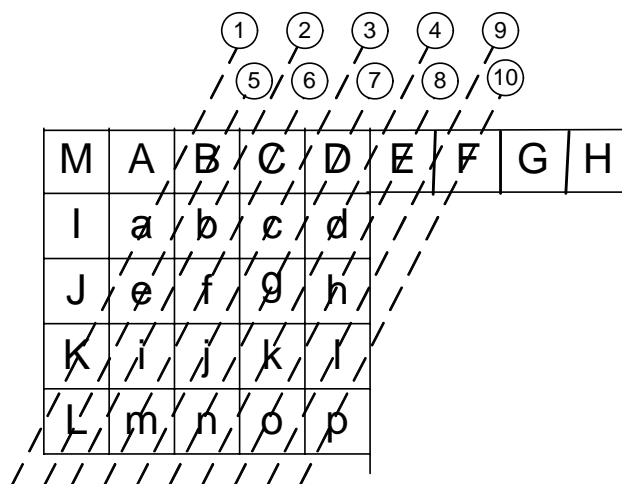 1 2 3 4 9
5 6 7 8 10
M A B C D E F G H
I a b c d
J e f g h
K i j k l
L m n o p